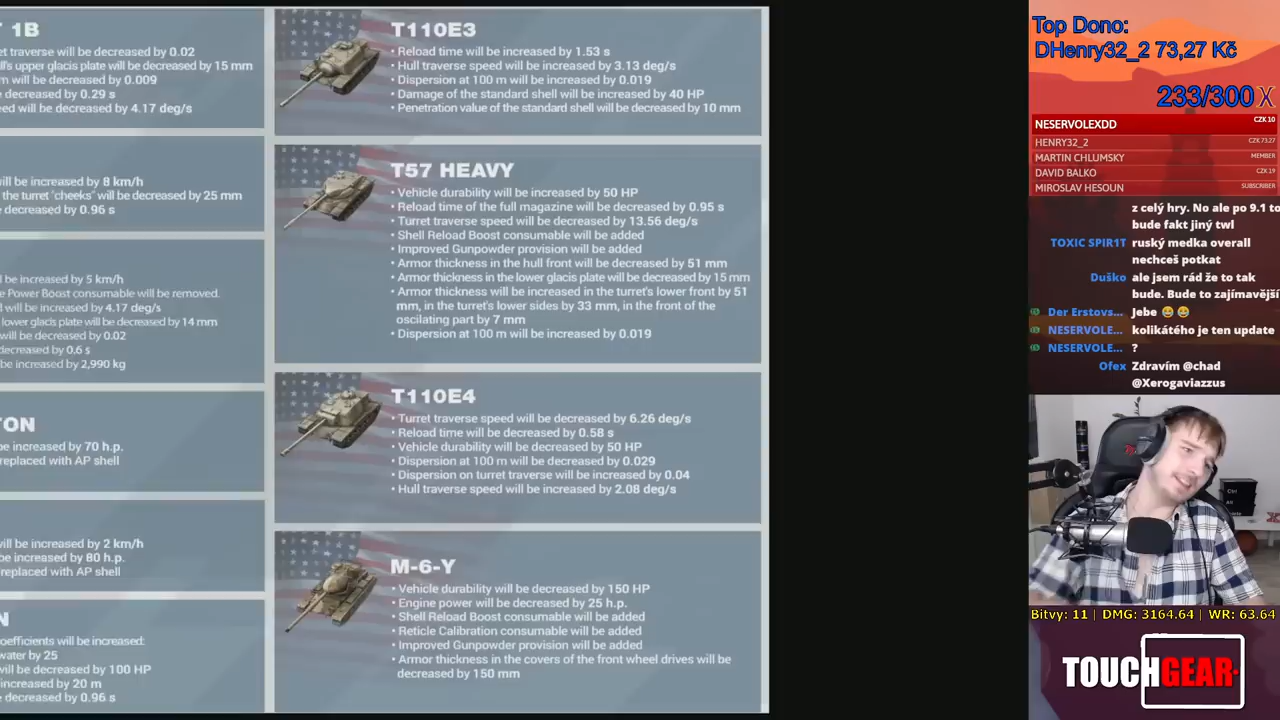 1B
et traverse will be decreased by 0.02
ll's upper glacis plate will be decreased by 15 mm
m will be decreased by 0.009
e decreased by 0.29 s
eed will be decreased by 4.17 deg/s
will be increased by 8 km/h
the turret "cheeks" will be decreased by 25 mm
e decreased by 0.96 s
l be increased by 5 km/h
e Power Boost consumable will be removed.
l will be increased by 4.17 deg/s
lower glacis plate will be decreased by 14 mm
will be decreased by 0.02
decreased by 0.6 s
be increased by 2,990 kg
TON
be increased by 70 h.p.
replaced with AP shell
will be increased by 2 km/h
be increased by 80 h.p.
replaced with AP shell
N
oefficients will be increased:
water by 25
will be decreased by 100 HP
increased by 20 m
e decreased by 0.96 s
T110E3
• Reload time will be increased by 1.53 s
• Hull traverse speed will be increased by 3.13 deg/s
• Dispersion at 100 m will be increased by 0.019
• Damage of the standard shell will be increased by 40 HP
• Penetration value of the standard shell will be decreased by 10 mm
T57 HEAVY
• Vehicle durability will be increased by 50 HP
• Reload time of the full magazine will be decreased by 0.95 s
• Turret traverse speed will be decreased by 13.56 deg/s
• Shell Reload Boost consumable will be added
• Improved Gunpowder provision will be added
• Armor thickness in the hull front will be decreased by 51 mm
• Armor thickness in the lower glacis plate will be decreased by 15 mm
• Armor thickness will be increased in the turret's lower front by 51
mm, in the turret's lower sides by 33 mm, in the front of the
oscilating part by 7 mm
• Dispersion at 100 m will be increased by 0.019
T110E4
• Turret traverse speed will be decreased by 6.26 deg/s
• Reload time will be decreased by 0.58 s
• Vehicle durability will be decreased by 50 HP
• Dispersion at 100 m will be decreased by 0.029
• Dispersion on turret traverse will be increased by 0.04
• Hull traverse speed will be increased by 2.08 deg/s
M-6-Y
• Vehicle durability will be decreased by 150 HP
• Engine power will be decreased by 25 h.p.
• Shell Reload Boost consumable will be added
• Reticle Calibration consumable will be added
• Improved Gunpowder provision will be added
• Armor thickness in the covers of the front wheel drives will be
decreased by 150 mm
Top Dono:
DHenry32_2 73,27 Kč
233/300 X
NESERVOLEXDD CZK 10
HENRY32_2 CZK 73.27
MARTIN CHLUMSKY MEMBER
DAVID BALKO CZK 19
MIROSLAV HESOUN SUBSCRIBER
z celý hry. No ale po 9.1 to
bude fakt jiný twl
TOXIC SPIR1T ruský medka overall
nechceš potkat
Duško ale jsem rád že to tak
bude. Bude to zajímavější
Der Erstovs... Jebe 😂 😂
NESERVOLE... kolikátého je ten update
NESERVOLE... ?
Ofex Zdravím @chad
@Xerogaviazzus
Ctrl
Alt
Bitvy: 11 | DMG: 3164.64 | WR: 63.64
TOUCHGEAR